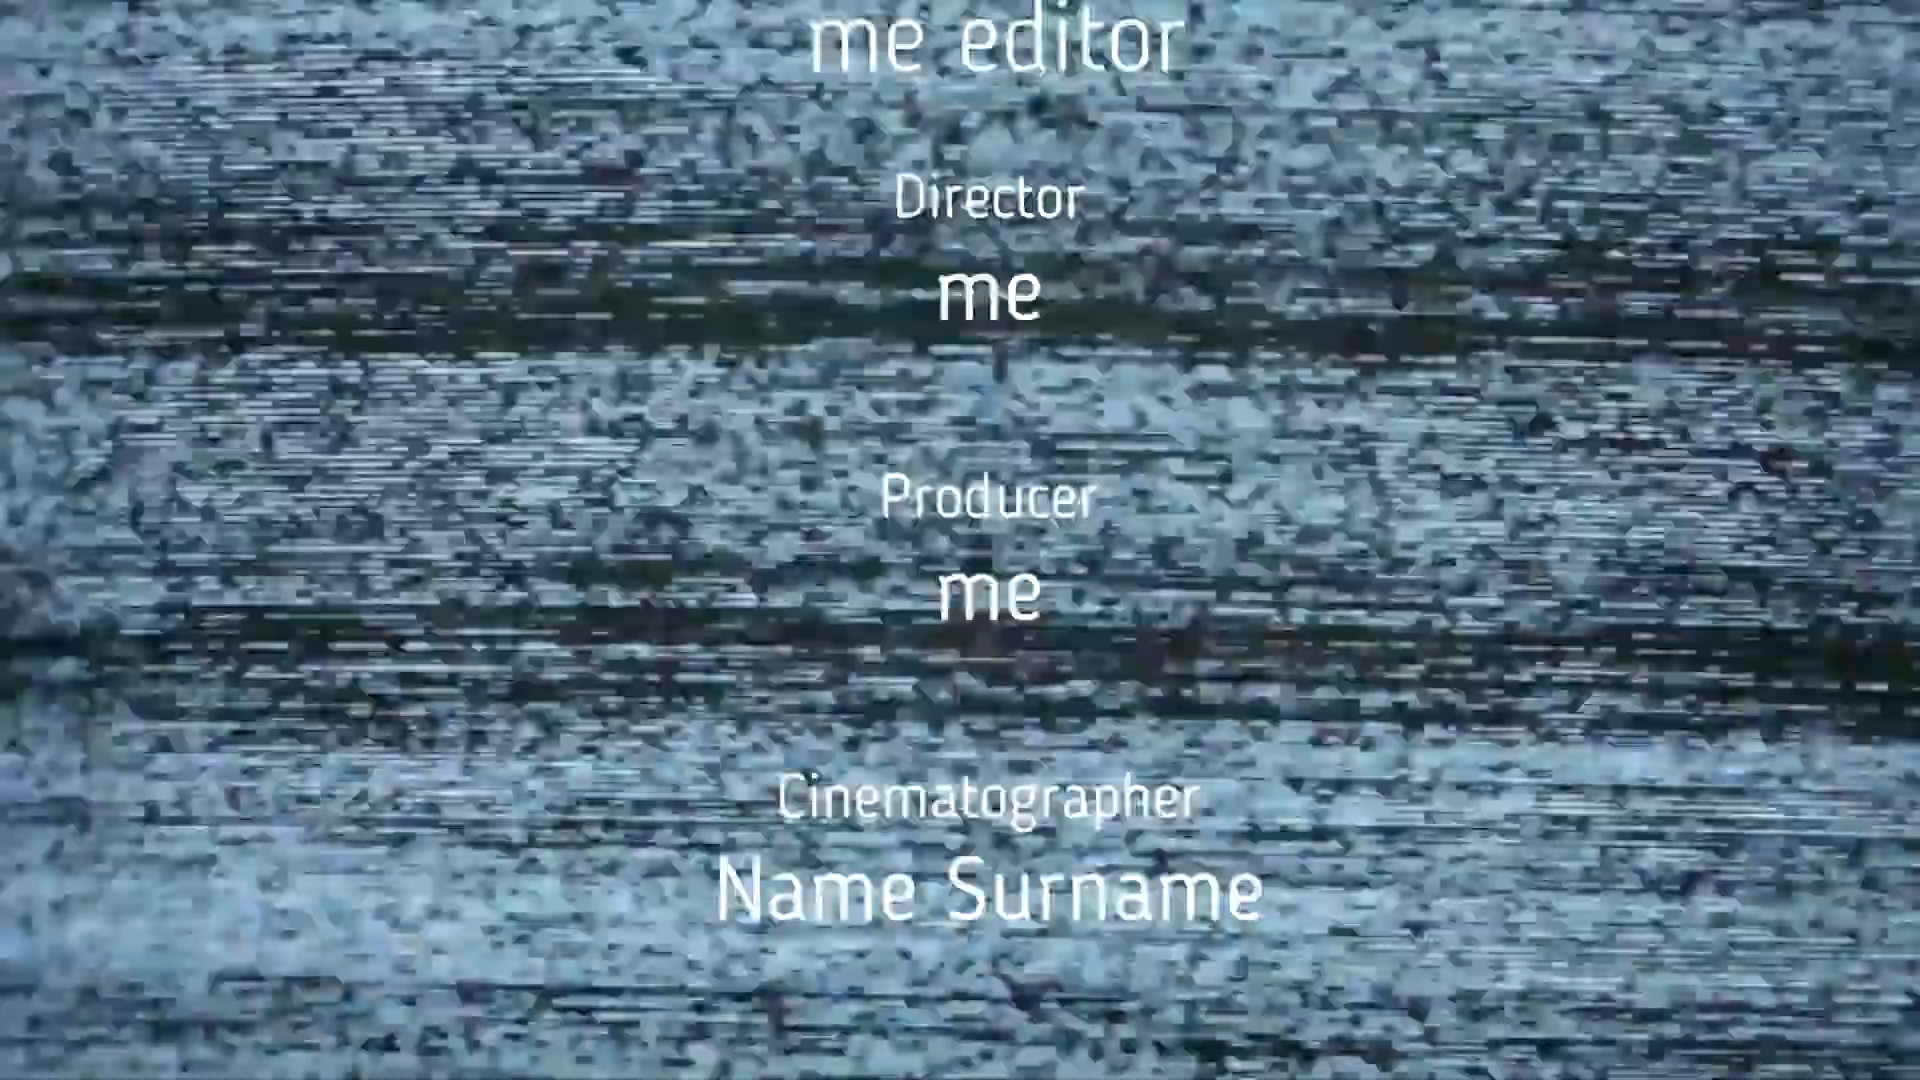 me editor
Director
me
Producer
me
Cinematographer
Name Surname